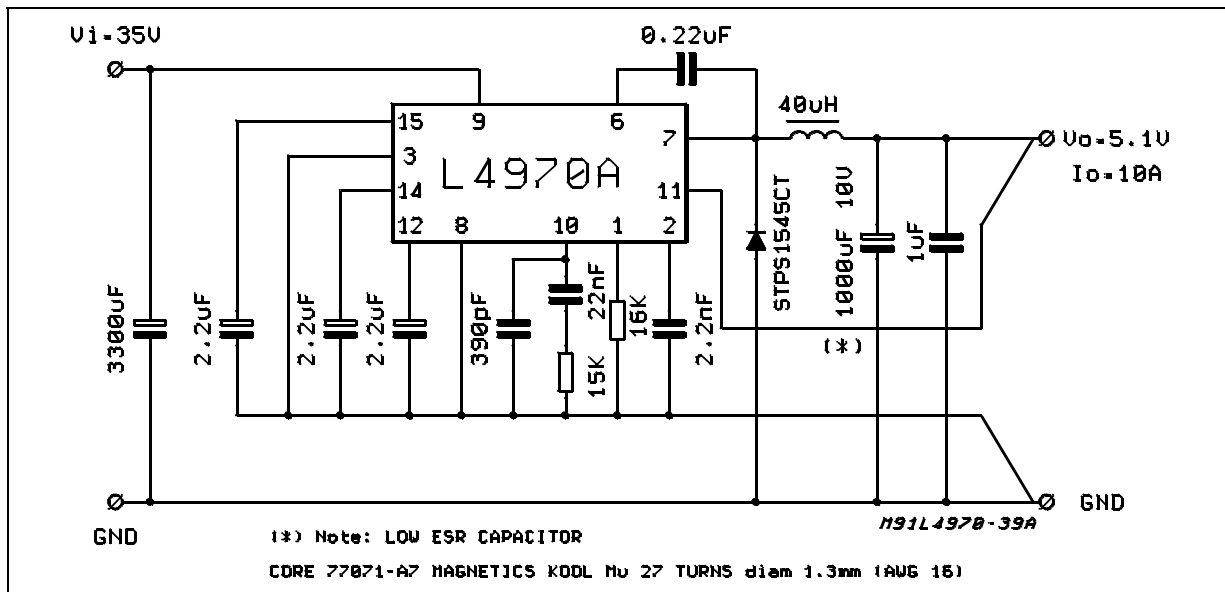 Vi=35V
0.22uF
40uH
15
9
6
7
3
14
11
L4970A
12
8
10
1
2
Vo=5.1V
Io=10A
3300uF
2.2uF
2.2uF
2.2uF
390pF
22nF
15K
16K
2.2nF
STPS1545CT
1000uF 10V
1uF
(*)
GND
GND
M91L4970-39A
(*) Note: LOW ESR CAPACITOR
CORE 77071-A7 MAGNETICS KOOL Mu 27 TURNS diam 1.3mm (AWG 16)